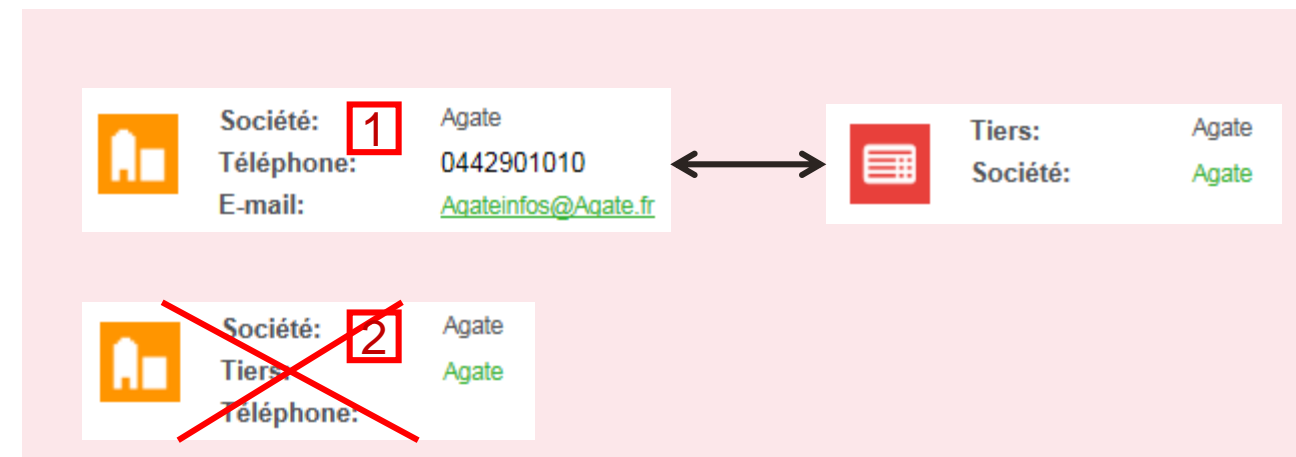 Société: 1 Agate
Téléphone: 0442901010
E-mail: Agateinfos@Agate.fr
Tiers: Agate
Société: Agate
Société: 2 Agate
Tiers: Agate
Téléphone: